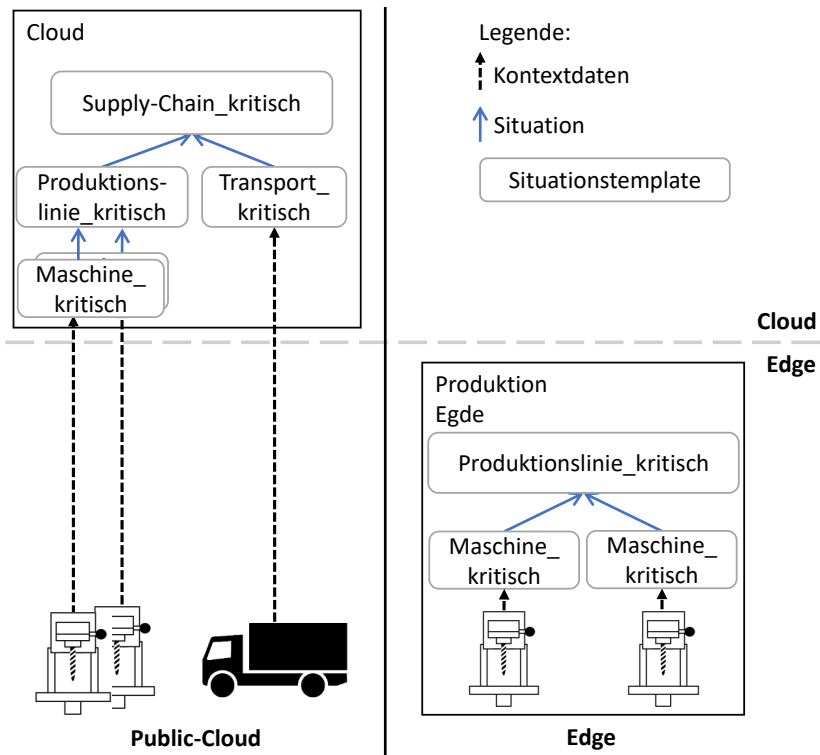 Cloud
Supply-Chain_kritisch
Produktions-
linie_kritisch
Transport_
kritisch
Maschine_
kritisch
Legende:
Kontextdaten
Situation
Situationstemplate
Cloud
Edge
Produktion
Egde
Produktionslinie_kritisch
Maschine_
kritisch
Maschine_
kritisch
Public-Cloud
Edge